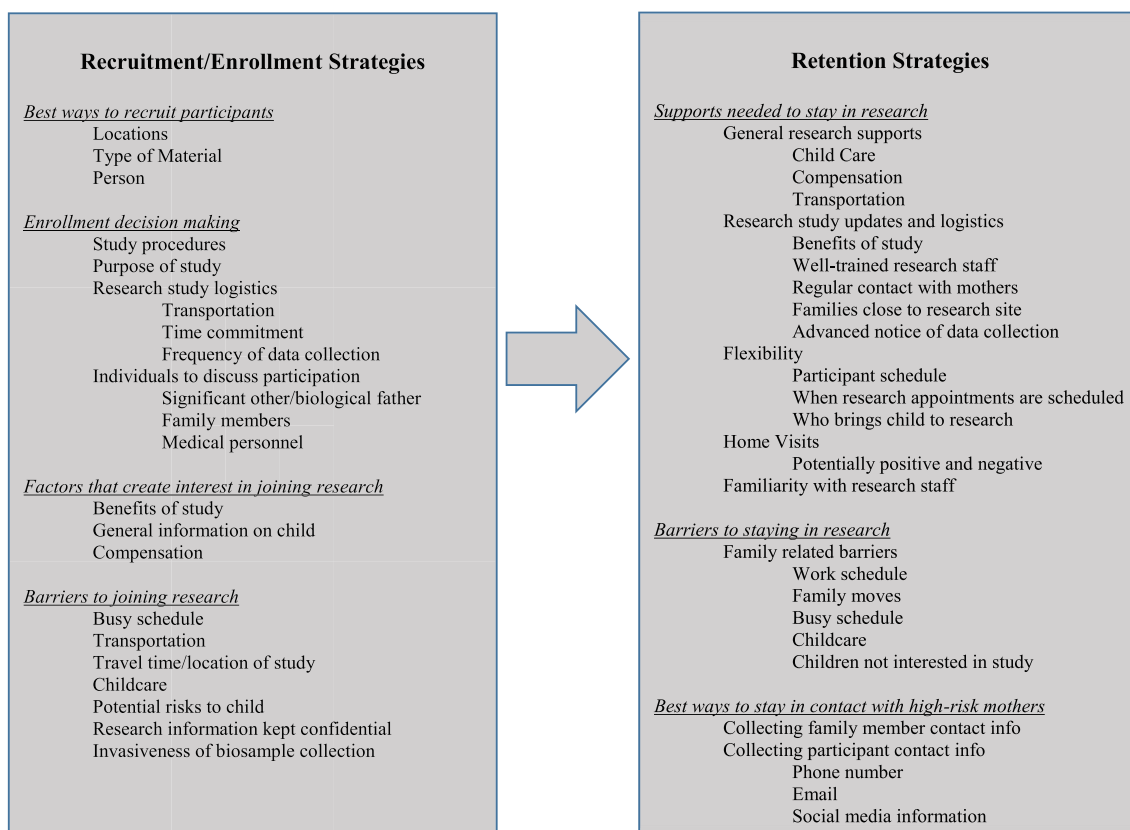 Recruitment/Enrollment Strategies
Best ways to recruit participants
Locations
Type of Material
Person
Enrollment decision making
Study procedures
Purpose of study
Research study logistics
Transportation
Time commitment
Frequency of data collection
Individuals to discuss participation
Significant other/biological father
Family members
Medical personnel
Factors that create interest in joining research
Benefits of study
General information on child
Compensation
Barriers to joining research
Busy schedule
Transportation
Travel time/location of study
Childcare
Potential risks to child
Research information kept confidential
Invasiveness of biosample collection
Retention Strategies
Supports needed to stay in research
General research supports
Child Care
Compensation
Transportation
Research study updates and logistics
Benefits of study
Well-trained research staff
Regular contact with mothers
Families close to research site
Advanced notice of data collection
Flexibility
Participant schedule
When research appointments are scheduled
Who brings child to research
Home Visits
Potentially positive and negative
Familiarity with research staff
Barriers to staying in research
Family related barriers
Work schedule
Family moves
Busy schedule
Childcare
Children not interested in study
Best ways to stay in contact with high-risk mothers
Collecting family member contact info
Collecting participant contact info
Phone number
Email
Social media information